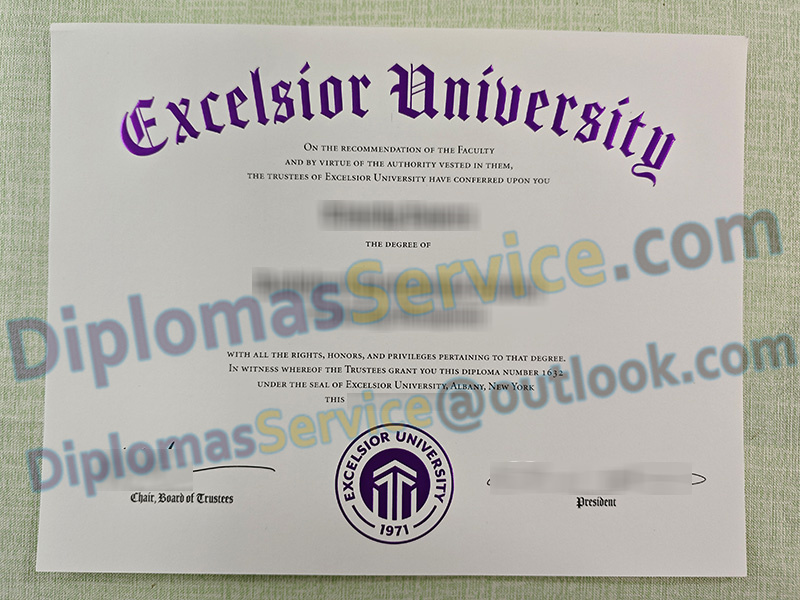 Excelsior University
ON THE RECOMMENDATION OF THE FACULTY
AND BY VIRTUE OF THE AUTHORITY VESTED IN THEM,
THE TRUSTEES OF EXCELSIOR UNIVERSITY HAVE CONFERRED UPON YOU
THE DEGREE OF
DiplomasService.com
WITH ALL THE RIGHTS, HONORS, AND PRIVILEGES PERTAINING TO THAT DEGREE.
IN WITNESS WHEREOF THE TRUSTEES GRANT YOU THIS DIPLOMA NUMBER 1632
UNDER THE SEAL OF EXCELSIOR UNIVERSITY, ALBANY, NEW YORK
THIS
DiplomasService@outlook.com
EXCELSIOR UNIVERSITY
1971
Chair, Board of Trustees
President